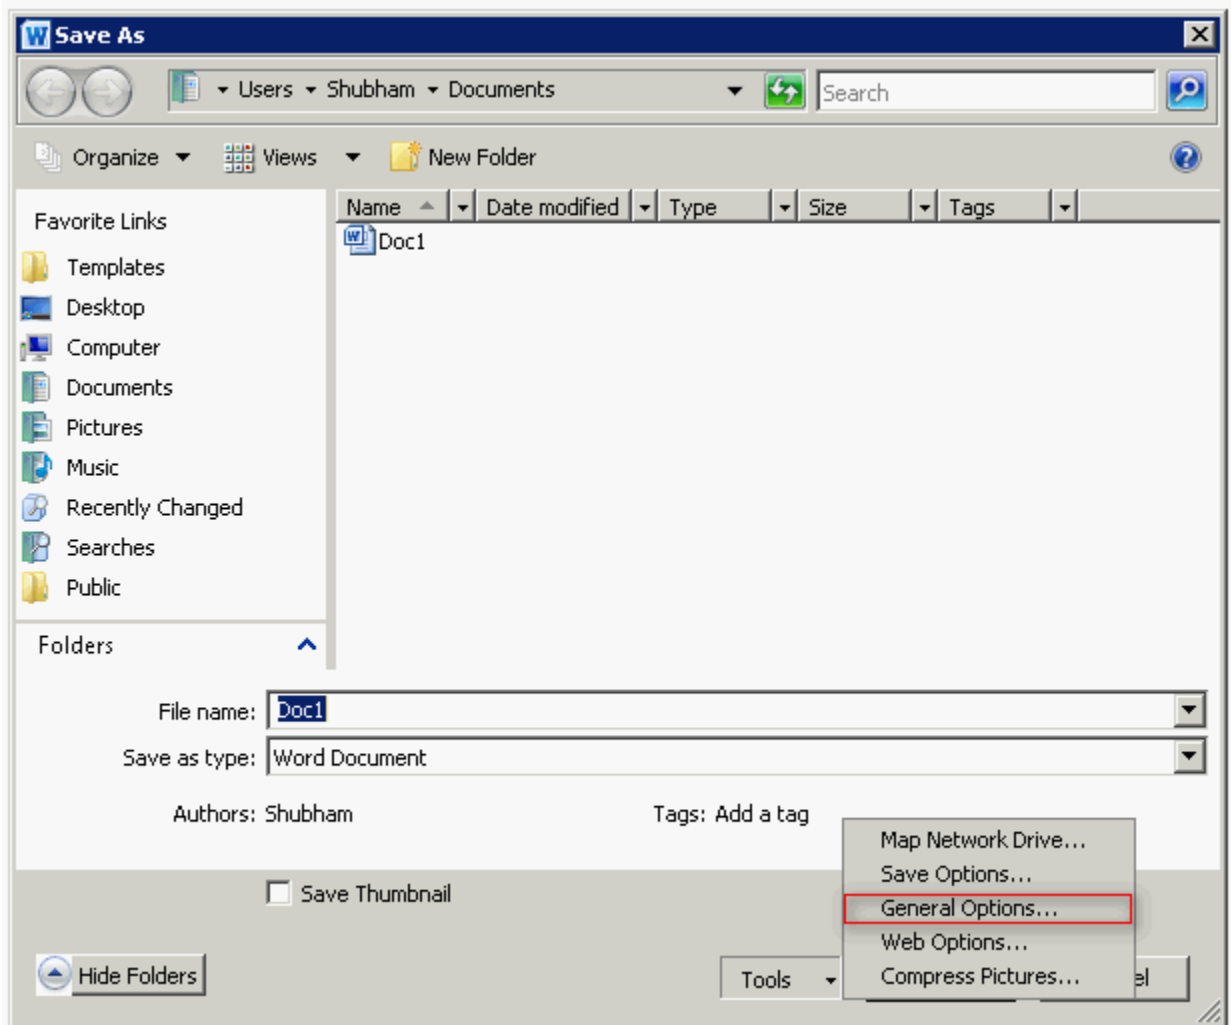 Save As
Users Shubham Documents
Search
Organize Views New Folder
Favorite Links
Templates
Desktop
Computer
Documents
Pictures
Music
Recently Changed
Searches
Public
Folders
Name Date modified Type Size Tags
Doc1
File name: Doc1
Save as type: Word Document
Authors: Shubham Tags: Add a tag
Save Thumbnail
Map Network Drive...
Save Options...
General Options...
Web Options...
Compress Pictures...
Hide Folders
Tools